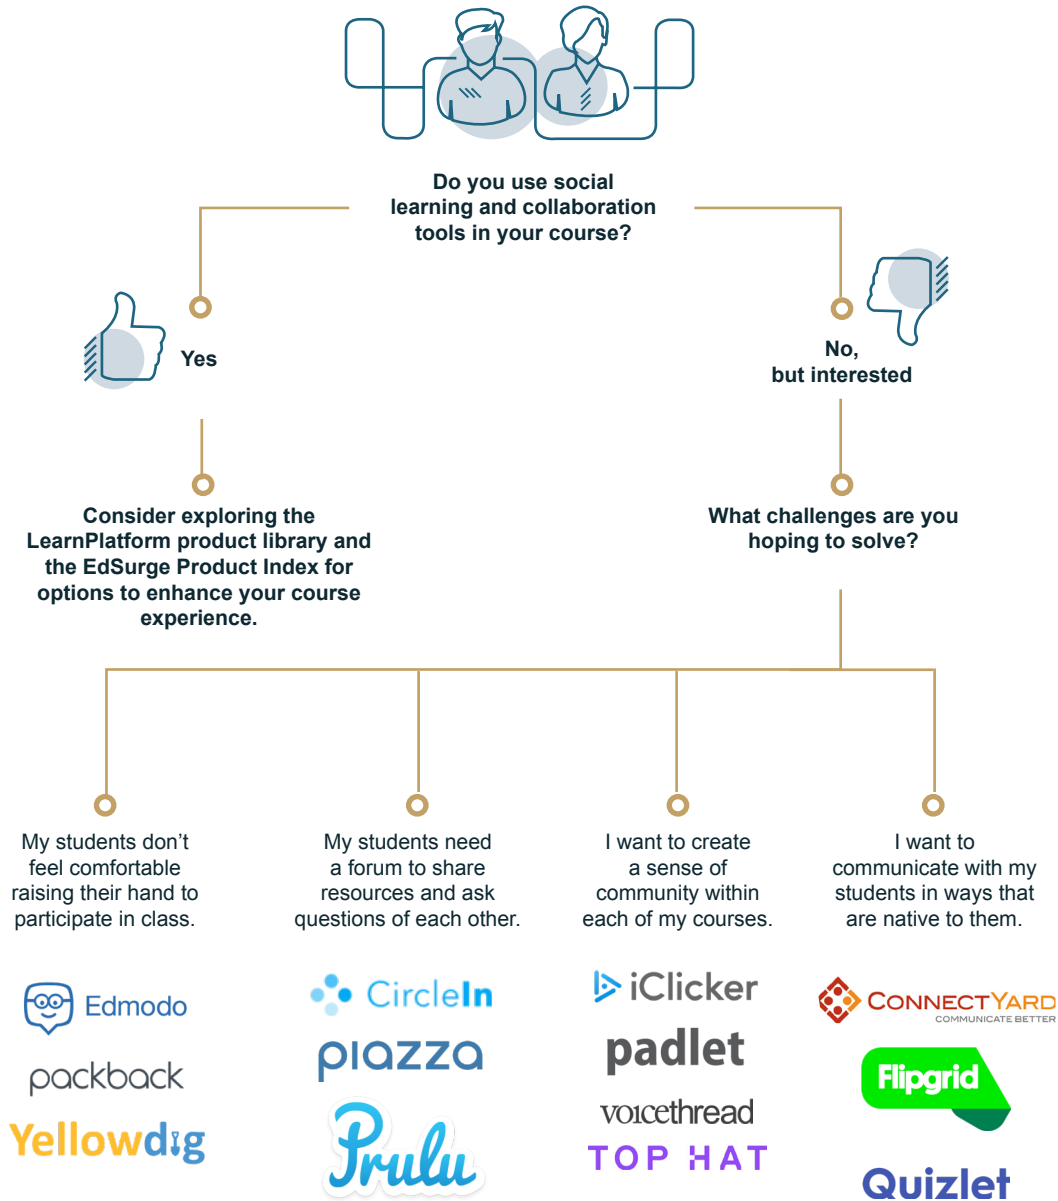 Do you use social
learning and collaboration
tools in your course?
Yes
No,
but interested
Consider exploring the
LearnPlatform product library and
the EdSurge Product Index for
options to enhance your course
experience.
What challenges are you
hoping to solve?
My students don’t
feel comfortable
raising their hand to
participate in class.
My students need
a forum to share
resources and ask
questions of each other.
I want to create
a sense of
community within
each of my courses.
I want to
communicate with my
students in ways that
are native to them.
Edmodo
packback
Yellowdig
CircleIn
piazza
Prulu
iClicker
padlet
voicethread
TOP HAT
CONNECTYARD
COMMUNICATE BETTER
Flipgrid
Quizlet